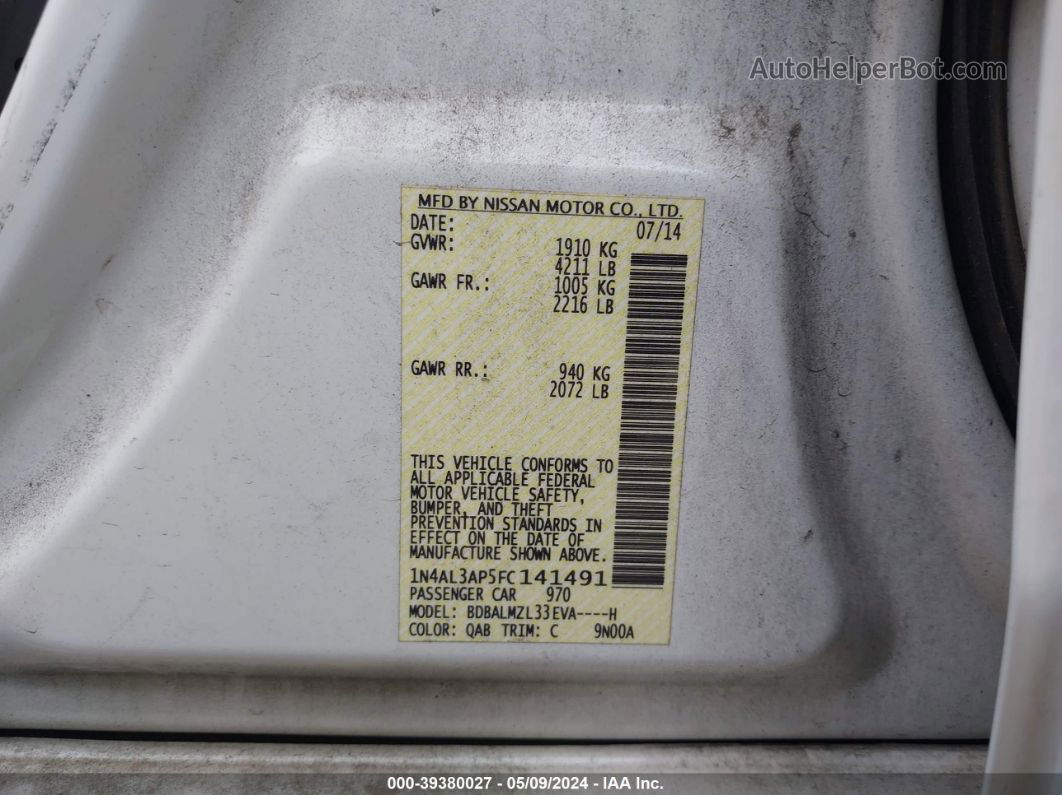 AutoHelperBot.com
MFD BY NISSAN MOTOR CO., LTD.
DATE: 07/14
GVWR: 1910 KG
4211 LB
GAWR FR.: 1005 KG
2216 LB
GAWR RR.: 940 KG
2072 LB
THIS VEHICLE CONFORMS TO
ALL APPLICABLE FEDERAL
MOTOR VEHICLE SAFETY,
BUMPER, AND THEFT
PREVENTION STANDARDS IN
EFFECT ON THE DATE OF
MANUFACTURE SHOWN ABOVE.
1N4AL3AP5FC141491
PASSENGER CAR 970
MODEL: BDBALMZL33EVA----H
COLOR: QAB TRIM: C 9N00A
000-39380027 - 05/09/2024 - IAA Inc.